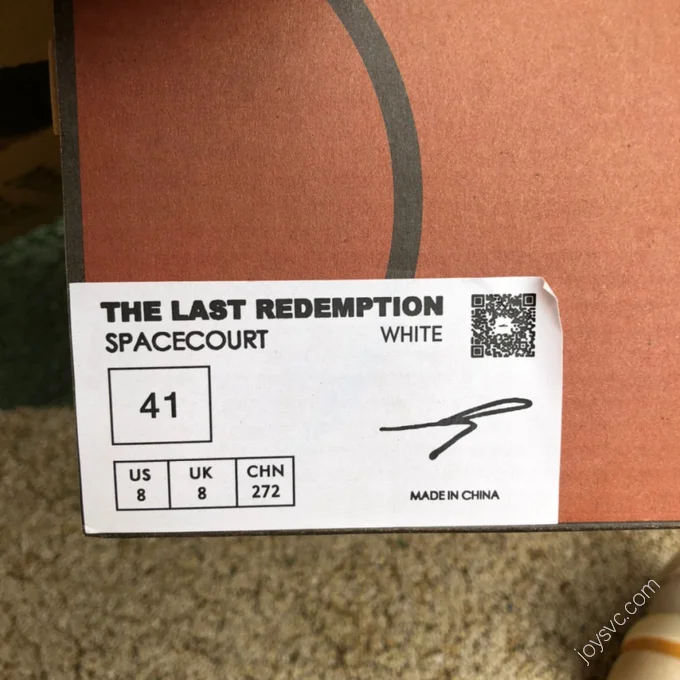 THE LAST REDEMPTION
SPACECOURT WHITE
41
US UK CHN
8 8 272
MADE IN CHINA
joysvc.com